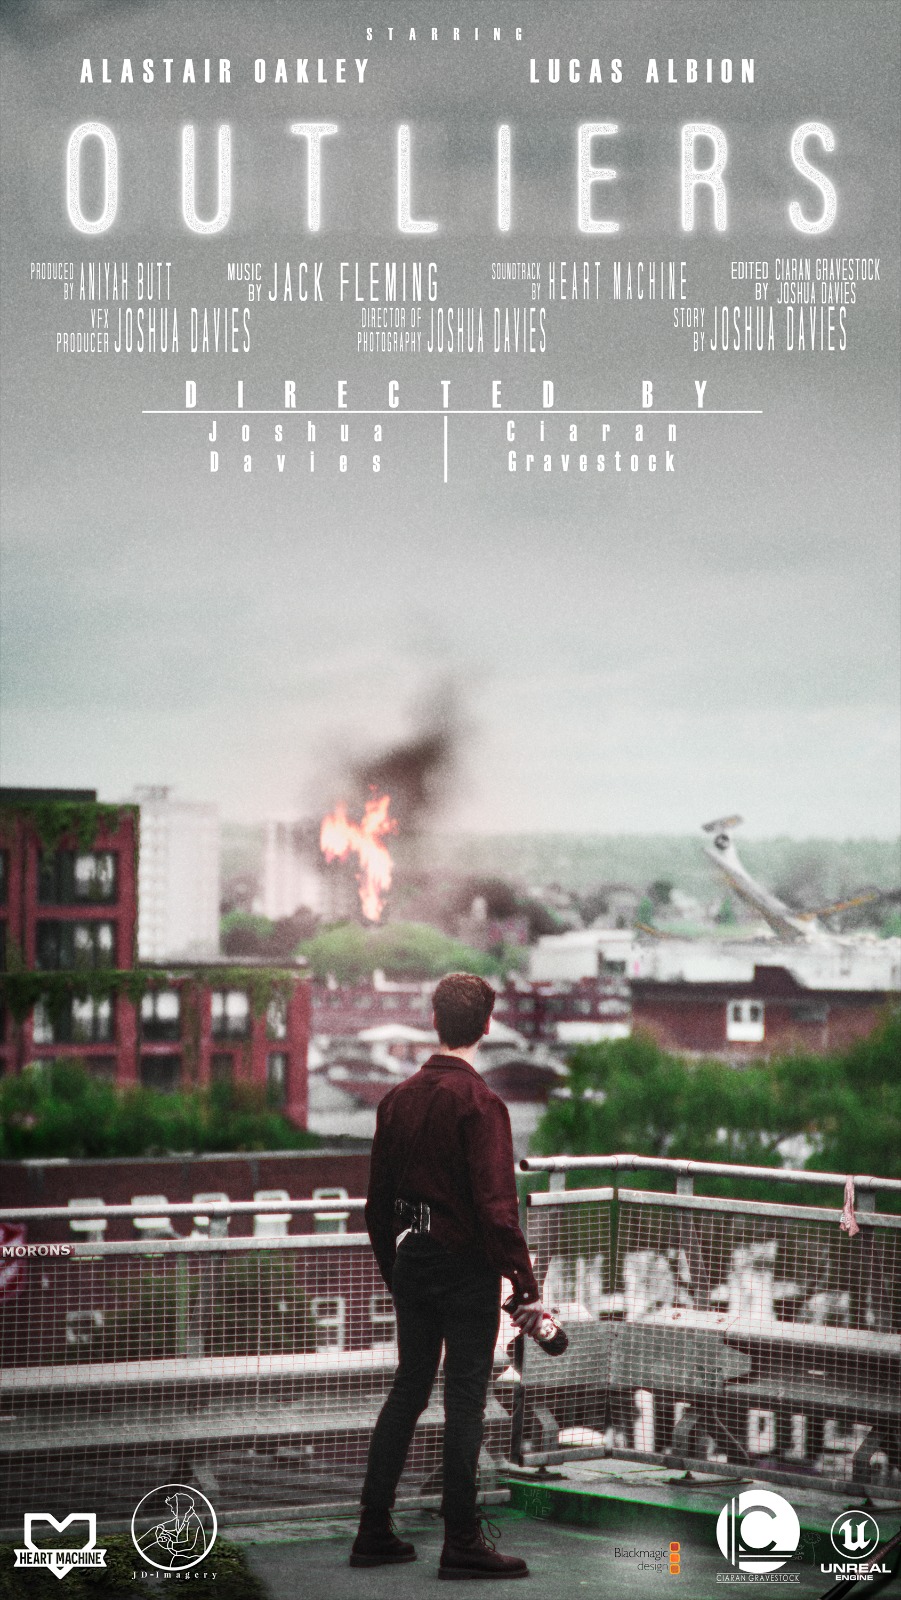 STARRING
ALASTAIR OAKLEY LUCAS ALBION
OUTLIERS
PRODUCED BY ANIYAH BUTT
MUSIC BY JACK FLEMING
SOUNDTRACK BY HEART MACHINE
EDITED BY CIARAN GRAVESTOCK JOSHUA DAVIES
VFX PRODUCER JOSHUA DAVIES
DIRECTOR OF PHOTOGRAPHY JOSHUA DAVIES
STORY BY JOSHUA DAVIES
DIRECTED BY
Joshua Davies
Ciaran Gravestock
MORONS
HEART MACHINE
JD-Imagery
Blackmagic
design
CIARAN GRAVESTOCK
UNREAL
ENGINE